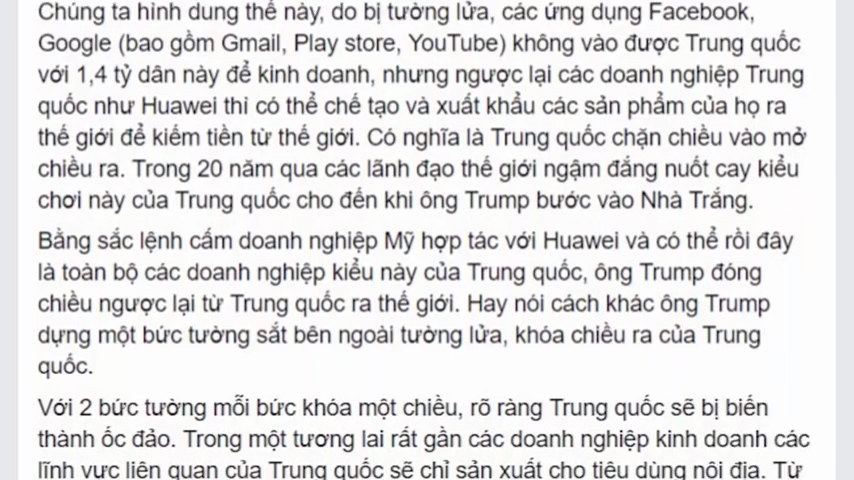 Chúng ta hình dung thế này, do bị tường lửa, các ứng dụng Facebook,
Google (bao gồm Gmail, Play store, YouTube) không vào được Trung quốc
với 1,4 tỷ dân này để kinh doanh, nhưng ngược lại các doanh nghiệp Trung
quốc như Huawei thì có thể chế tạo và xuất khẩu các sản phẩm của họ ra
thế giới để kiếm tiền từ thế giới. Có nghĩa là Trung quốc chặn chiều vào mở
chiều ra. Trong 20 năm qua các lãnh đạo thế giới ngậm đắng nuốt cay kiểu
chơi này của Trung quốc cho đến khi ông Trump bước vào Nhà Trắng.
Bằng sắc lệnh cấm doanh nghiệp Mỹ hợp tác với Huawei và có thể rồi đây
là toàn bộ các doanh nghiệp kiểu này của Trung quốc, ông Trump đóng
chiều ngược lại từ Trung quốc ra thế giới. Hay nói cách khác ông Trump
dựng một bức tường sắt bên ngoài tường lửa, khóa chiều ra của Trung
quốc.
Với 2 bức tường mỗi bức khóa một chiều, rõ ràng Trung quốc sẽ bị biến
thành ốc đảo. Trong một tương lai rất gần các doanh nghiệp kinh doanh các
lĩnh vực liên quan của Trung quốc sẽ chỉ sản xuất cho tiêu dùng nội địa. Từ